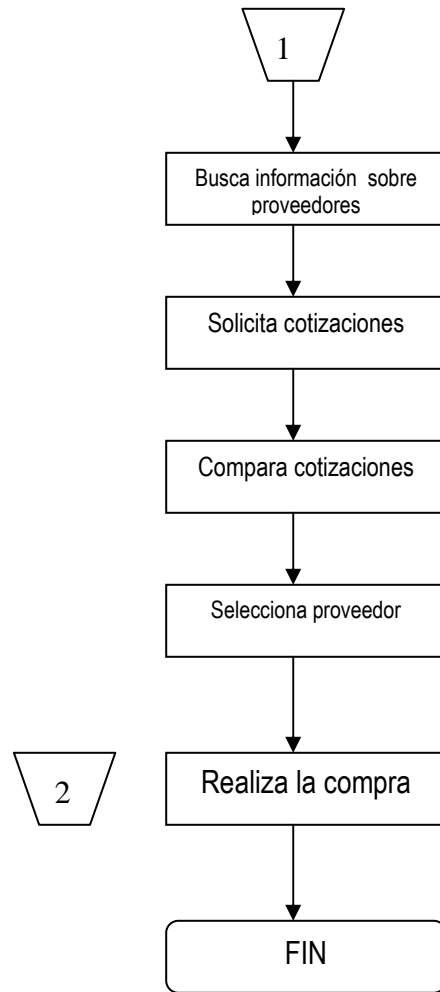 1
Busca información sobre
proveedores
Solicita cotizaciones
Compara cotizaciones
Selecciona proveedor
2
Realiza la compra
FIN